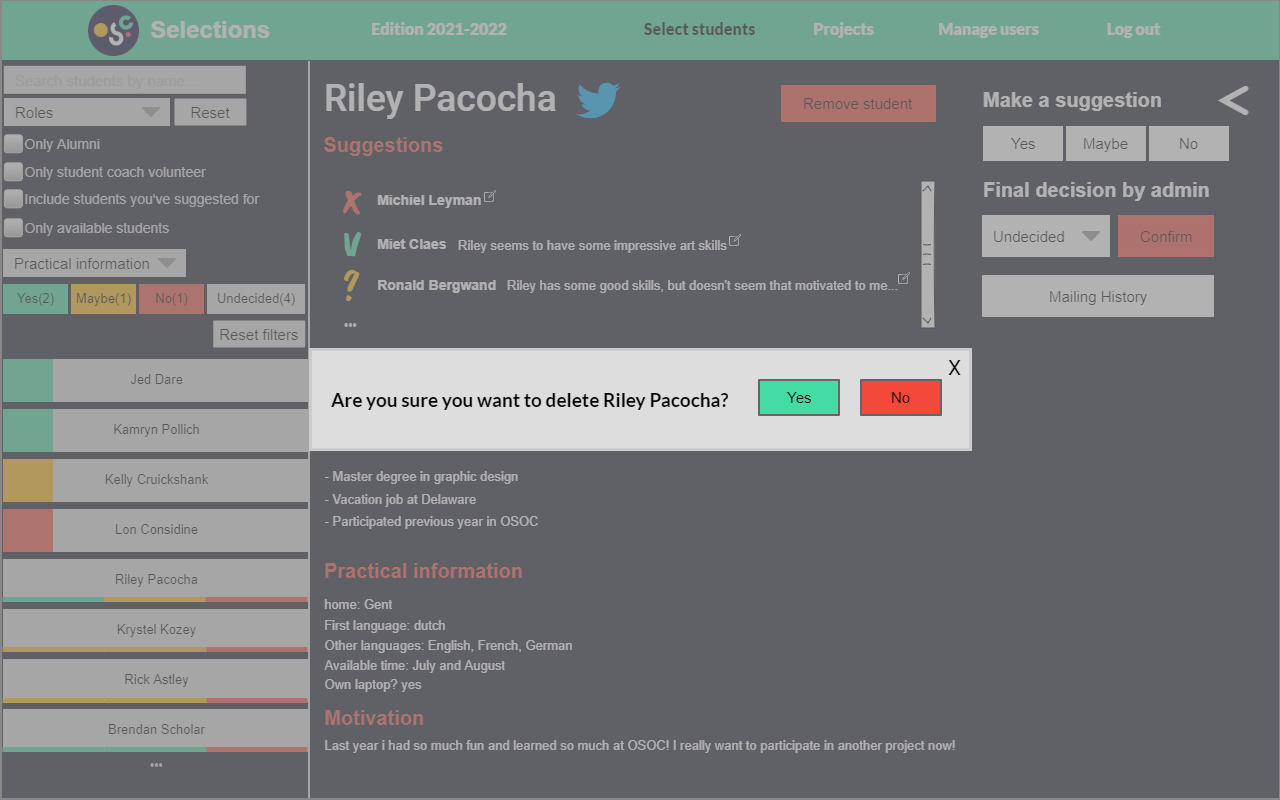 OSC Selections
Edition 2021-2022
Select students
Projects
Manage users
Log out
Search students by name...
Roles
Reset
Only Alumni
Only student coach volunteer
Include students you've suggested for
Only available students
Practical information
Yes(2)
Maybe(1)
No(1)
Undecided(4)
Reset filters
Jed Dare
Kamryn Pollich
Kelly Cruickshank
Lon Considine
Riley Pacocha
Krystel Kozey
Rick Astley
Brendan Scholar
...
Riley Pacocha
Remove student
Suggestions
Michiel Leyman
Miet Claes Riley seems to have some impressive art skills
Ronald Bergwand Riley has some good skills, but doesn't seem that motivated to me...
...
Are you sure you want to delete Riley Pacocha?
Yes
No
X
- Master degree in graphic design
- Vacation job at Delaware
- Participated previous year in OSOC
Practical information
home: Gent
First language: dutch
Other languages: English, French, German
Available time: July and August
Own laptop? yes
Motivation
Last year i had so much fun and learned so much at OSOC! I really want to participate in another project now!
Make a suggestion
Yes
Maybe
No
Final decision by admin
Undecided
Confirm
Mailing History